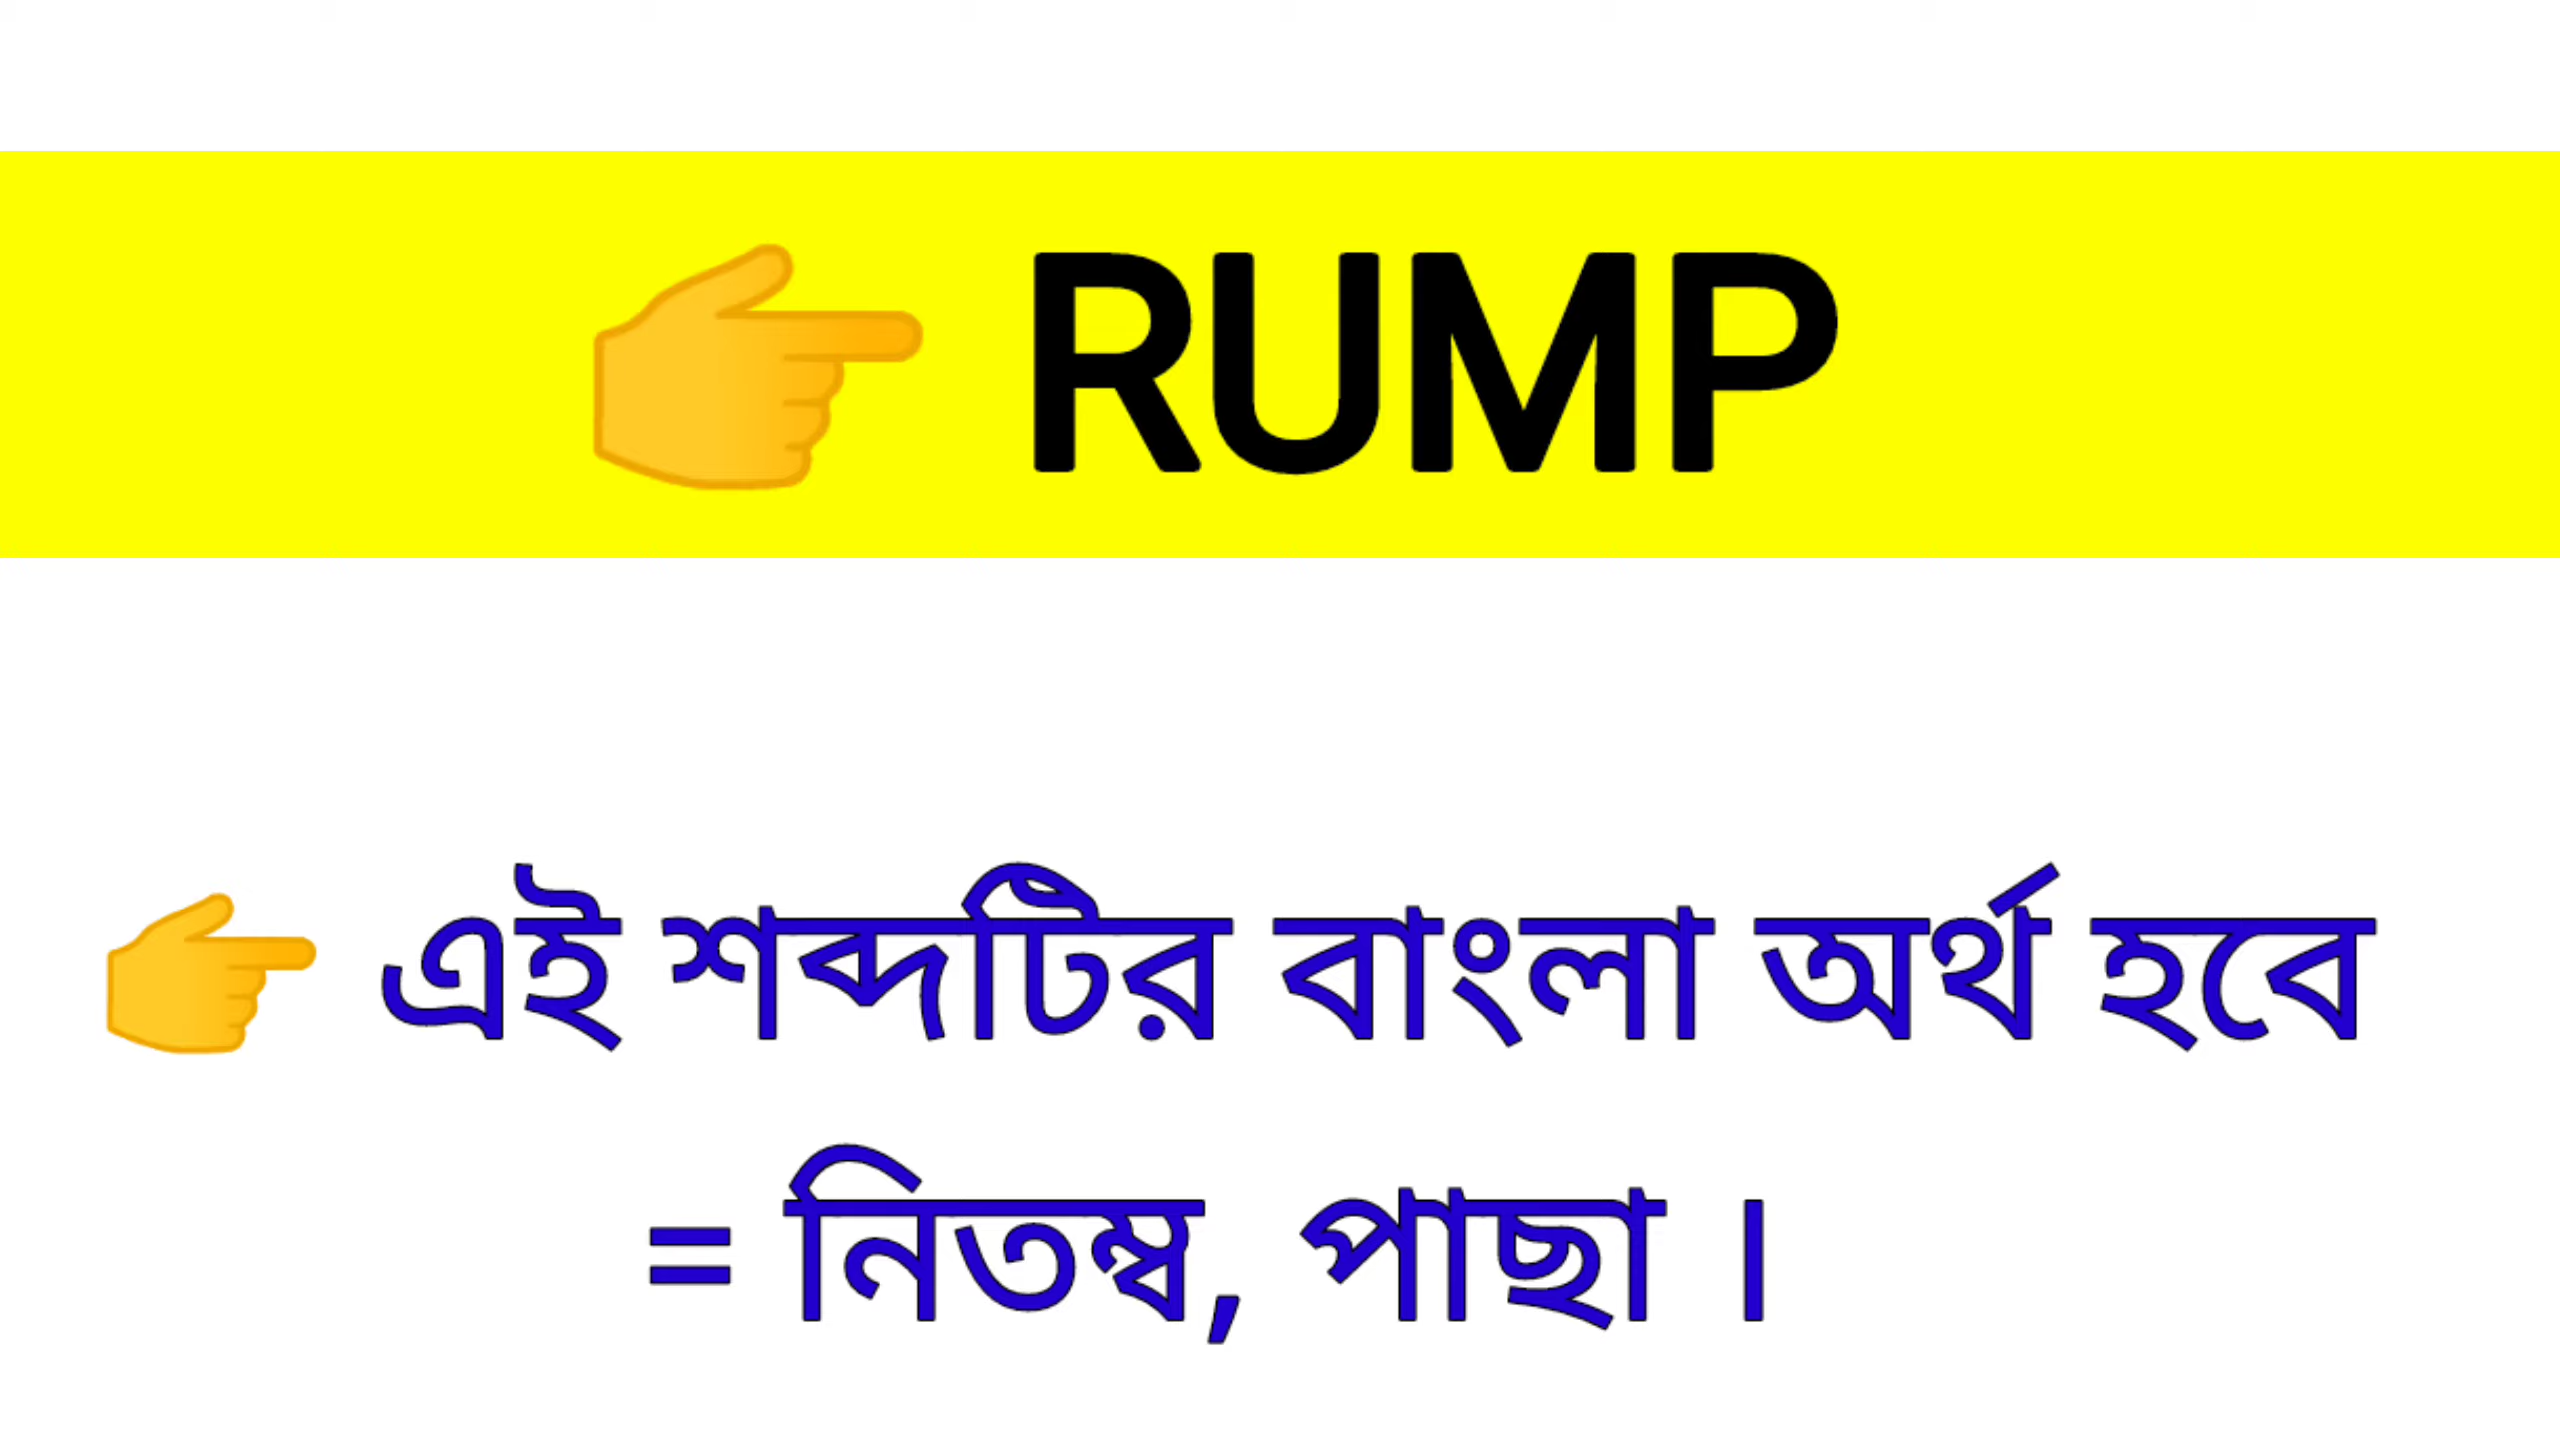 👉 RUMP
👉 এই শব্দটির বাংলা অর্থ হবে
= নিতম্ব, পাছা ।